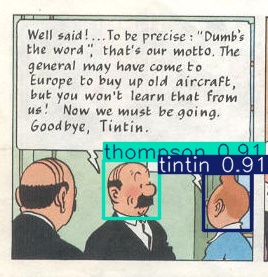 Well said!...To be precise: "Dumb's
the word", that's our motto. The
general may have come to
Europe to buy up old aircraft,
but you won't learn that from
us! Now we must be going.
Goodbye, Tintin.
thompson 0.91
tintin 0.91